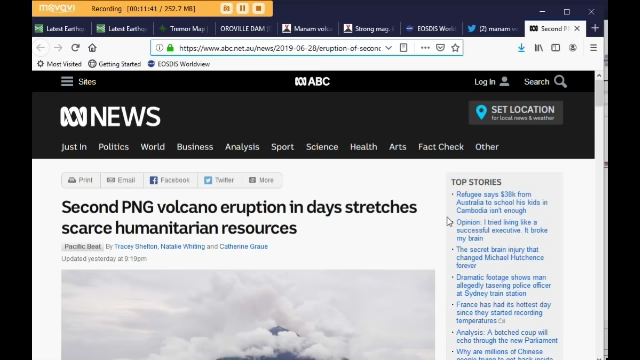 movavi Recording [00:11:41 / 252.7 MB]
Latest Earthq Latest Earthq Tremor Map | OROVILLE DAM Manam volca Strong mag. EOSDIS World (2) manam v Second PN
https://www.abc.net.au/news/2019-06-28/eruption-of-second
Most Visited Getting Started EOSDIS Worldview
Sites ABC Log In Search
NEWS SET LOCATION
for local news & weather
Just In Politics World Business Analysis Sport Science Health Arts Fact Check Other
Print Email Facebook Twitter More
Second PNG volcano eruption in days stretches
scarce humanitarian resources
Pacific Beat By Tracey Shelton, Natalie Whiting and Catherine Graue
Updated yesterday at 9:19pm
TOP STORIES
Refugee says $38k from
Australia to school his kids in
Cambodia isn't enough
Opinion: I tried living like a
successful executive. It broke
my brain
The secret brain injury that
changed Michael Hutchence
forever
Dramatic footage shows man
allegedly tasering police officer
at Sydney train station
France has had its hottest day
since they started recording
temperatures
Analysis: A botched coup will
echo through the new Parliament
Why are millions of Chinese
people trying to get back inside